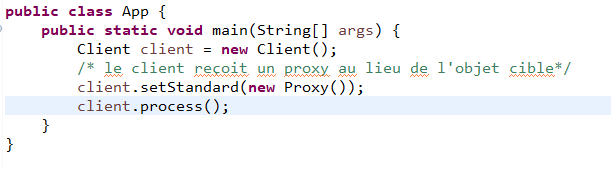 public class App {
public static void main(String[] args) {
Client client = new Client();
/* le client recoit un proxy au lieu de l'objet cible*/
client.setStandard(new Proxy());
client.process();
}
}